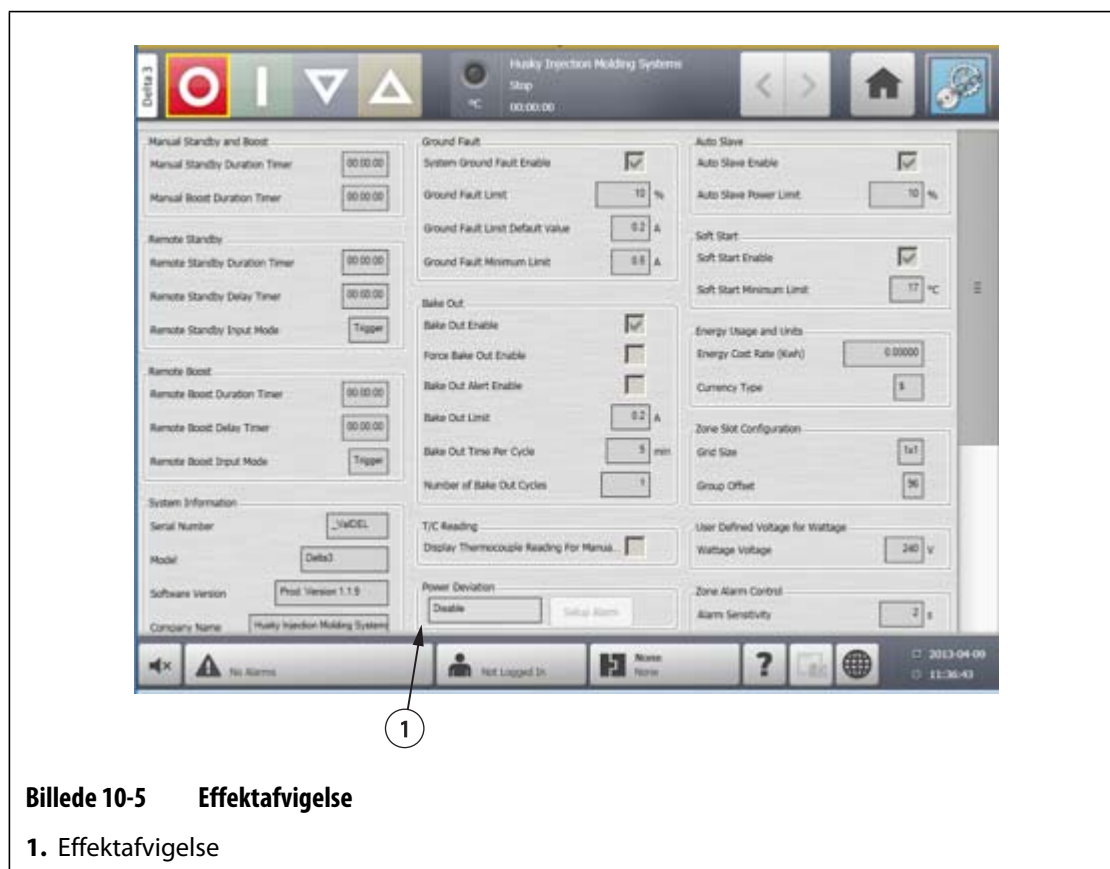 Delta 3
Husky Injection Molding Systems
Stop
°C
00:00:00
Manual Standby and Boost
Manual Standby Duration Timer 00:00:00
Manual Boost Duration Timer 00:00:00
Remote Standby
Remote Standby Duration Timer 00:00:00
Remote Standby Delay Timer 00:00:00
Remote Standby Input Mode Trigger
Remote Boost
Remote Boost Duration Timer 00:00:00
Remote Boost Delay Timer 00:00:00
Remote Boost Input Mode Trigger
System Information
Serial Number _ValDEL
Model Delta3
Software Version Prod. Version 1.1.9
Company Name Husky Injection Molding Systems
Ground Fault
System Ground Fault Enable
Ground Fault Limit 10 %
Ground Fault Limit Default Value 0.2 A
Ground Fault Minimum Limit A
Bake Out
Bake Out Enable
Force Bake Out Enable
Bake Out Alert Enable
Bake Out Limit 0.2 A
Bake Out Time Per Cycle 5 min
Number of Bake Out Cycles 1
T/C Reading
Display Thermocouple Reading For Manua...
Power Deviation
Disable Setup Alarm
Auto Slave
Auto Slave Enable
Auto Slave Power Limit 10 %
Soft Start
Soft Start Enable
Soft Start Minimum Limit 17 °C
Energy Usage and Units
Energy Cost Rate (Kwh) 0.00000
Currency Type $
Zone Slot Configuration
Grid Size 1x1
Group Offset 96
User Defined Voltage for Wattage
Wattage Voltage 240 V
Zone Alarm Control
Alarm Sensitivity 2 s
No Alarms
Not Logged In
None
None
?
2013-04-09
11:36:43
1
Billede 10-5 Effektafvigelse
1. Effektafvigelse